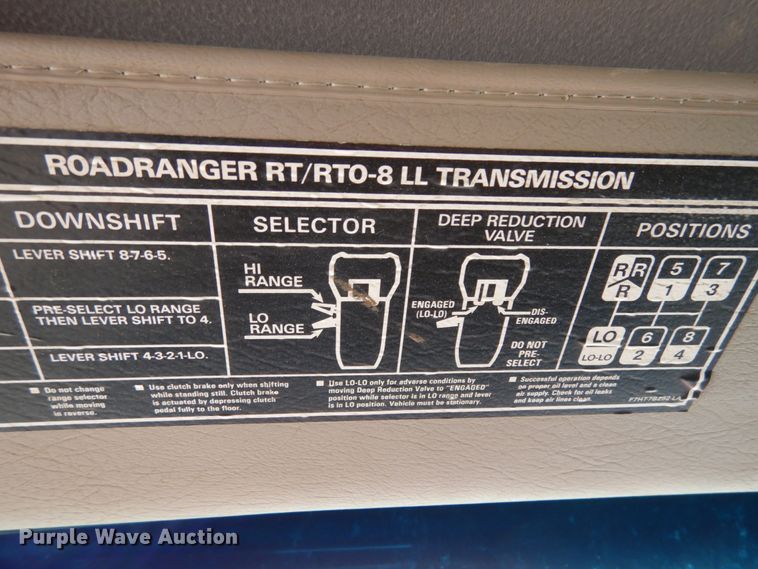 ROADRANGER RT/RTO-8 LL TRANSMISSION
DOWNSHIFT
SELECTOR
DEEP REDUCTION
VALVE
POSITIONS
LEVER SHIFT 8-7-6-5.
PRE-SELECT LO RANGE
THEN LEVER SHIFT TO 4.
LEVER SHIFT 4-3-2-1-LO.
HI
RANGE
LO
RANGE
ENGAGED
(LO-LO)
DIS-
ENGAGED
DO NOT
PRE-
SELECT
R R 5 7
R 1 3
LO 6 8
LO-LO 2 4
■ Do not change
range selector
while moving
in reverse.
■ Use clutch brake only when shifting
while standing still. Clutch brake
is actuated by depressing clutch
pedal fully to the floor.
■ Use LO-LO only for adverse conditions by
moving Deep Reduction Valve to "ENGAGED"
position while selector is in LO range and lever
is in LO position. Vehicle must be stationary.
■ Successful operation depends
on proper oil level and a clean
air supply. Check for oil leaks
and keep air lines clean.
F7HT-7B292-LA
Purple Wave Auction